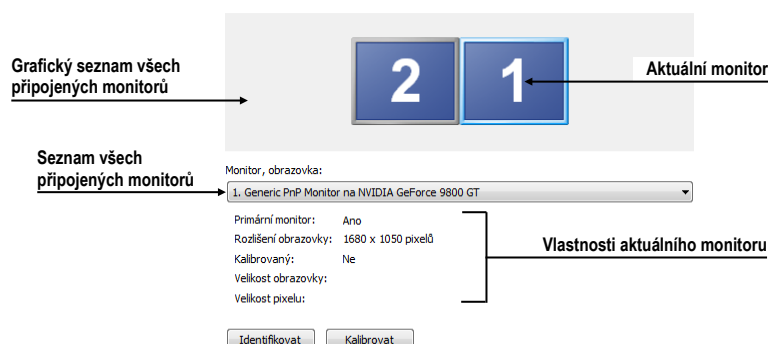 Grafický seznam všech
připojených monitorů
2
1
Aktuální monitor
Seznam všech
připojených monitorů
Monitor, obrazovka:
1. Generic PnP Monitor na NVIDIA GeForce 9800 GT
Primární monitor: Ano
Rozlišení obrazovky: 1680 x 1050 pixelů
Kalibrovaný: Ne
Velikost obrazovky:
Velikost pixelu:
Vlastnosti aktuálního monitoru
Identifikovat
Kalibrovat